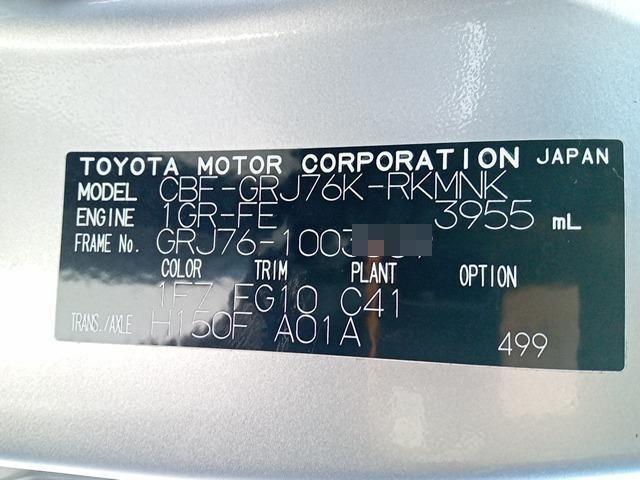 TOYOTA MOTOR CORPORATION JAPAN
MODEL CBF-GRJ76K-RKMNK
ENGINE 1GR-FE 3955 mL
FRAME No. GRJ76-1003
COLOR TRIM PLANT OPTION
1F7 FG10 C41
TRANS./AXLE H150F A01A
499